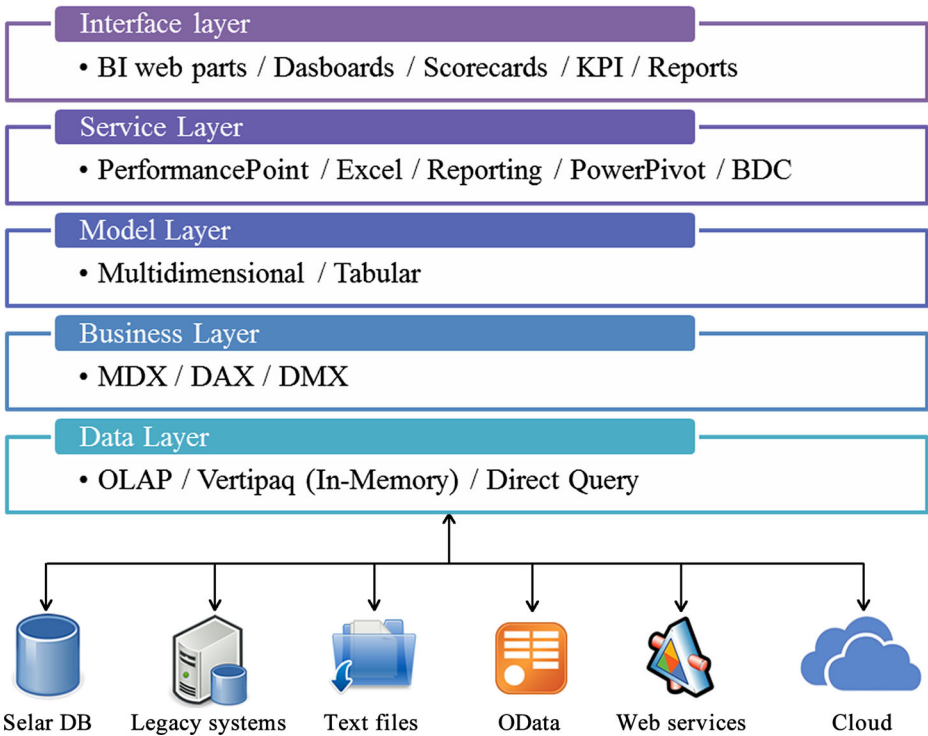 Interface layer
• BI web parts / Dasboards / Scorecards / KPI / Reports
Service Layer
• PerformancePoint / Excel / Reporting / PowerPivot / BDC
Model Layer
• Multidimensional / Tabular
Business Layer
• MDX / DAX / DMX
Data Layer
• OLAP / Vertipaq (In-Memory) / Direct Query
Selar DB Legacy systems Text files OData Web services Cloud